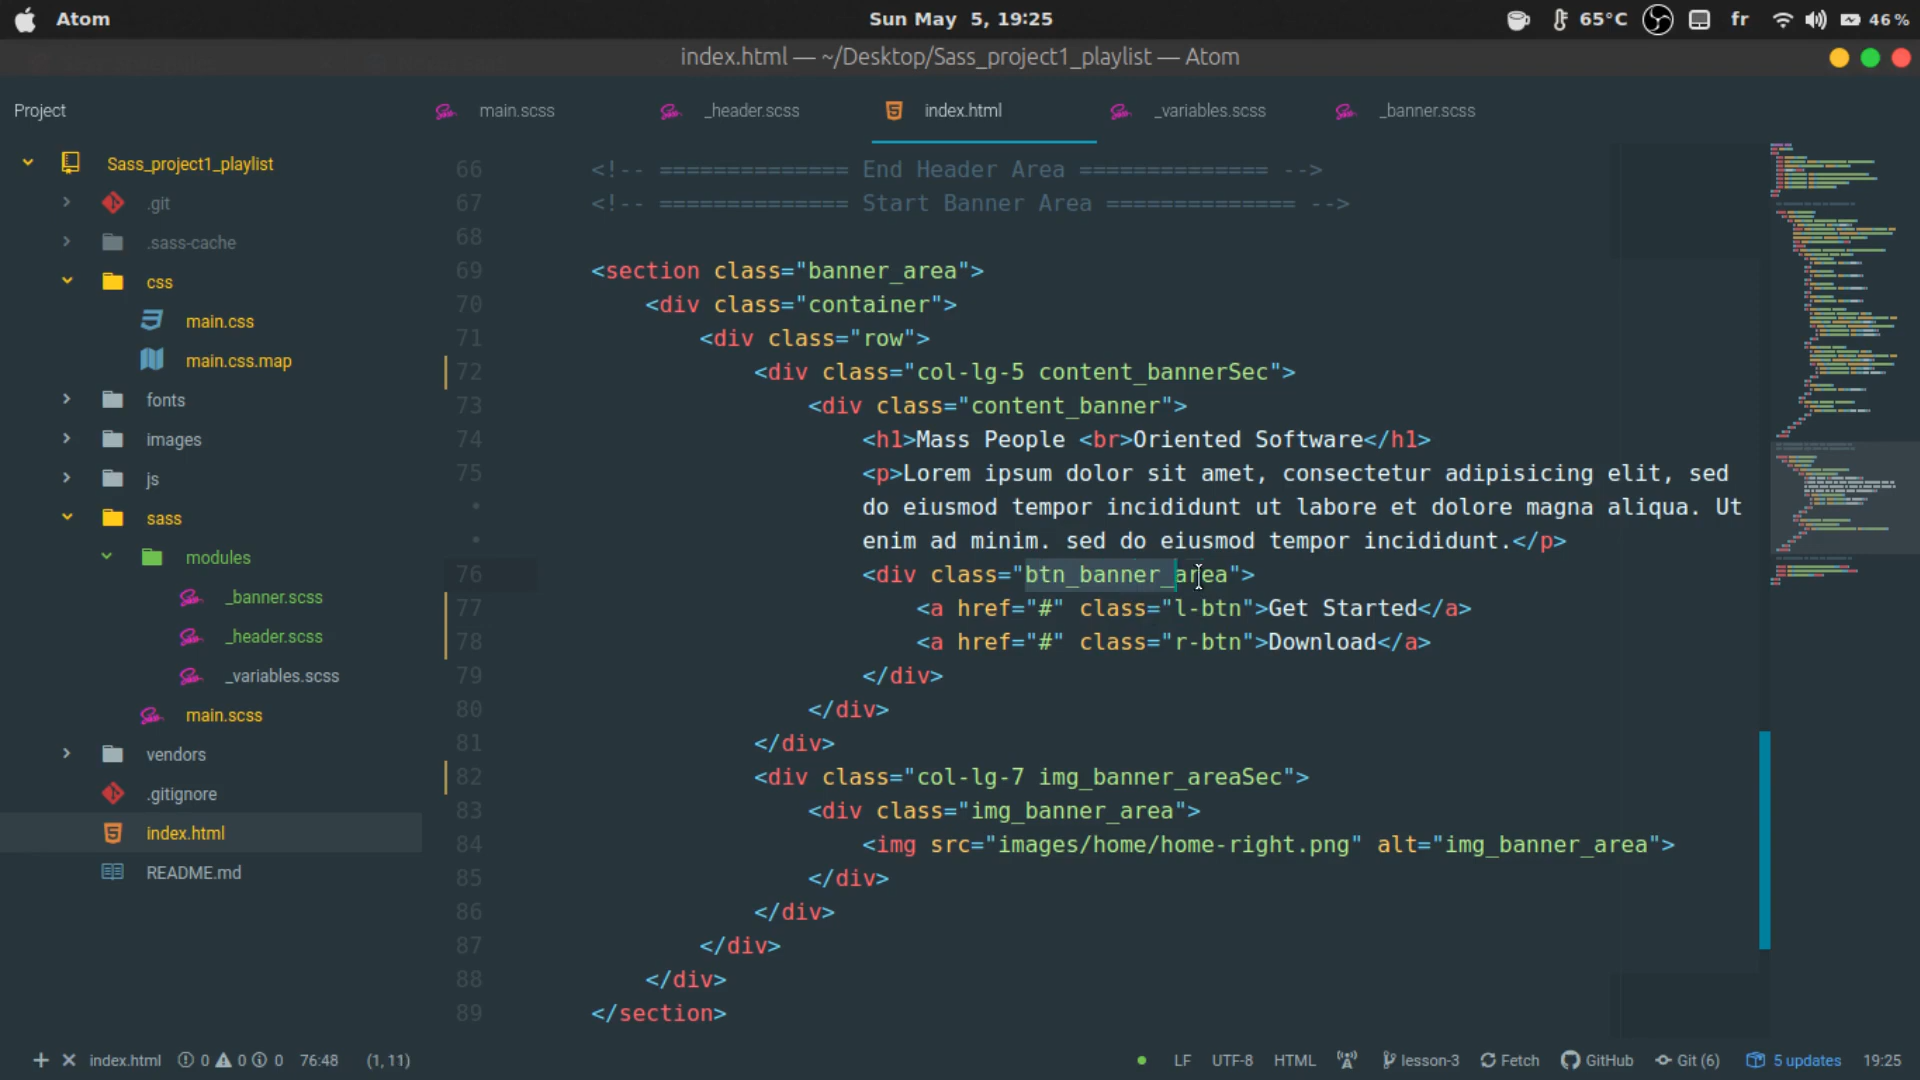 Atom
Sun May 5, 19:25
65°C
fr
46%
index.html — ~/Desktop/Sass_project1_playlist — Atom
Project
main.scss
_header.scss
index.html
_variables.scss
_banner.scss
Sass_project1_playlist
.git
.sass-cache
css
main.css
main.css.map
fonts
images
js
sass
modules
_banner.scss
_header.scss
_variables.scss
main.scss
vendors
.gitignore
index.html
README.md
66 <!-- ============== End Header Area ============== -->
67 <!-- ============== Start Banner Area ============== -->
68
69 <section class="banner_area">
70 <div class="container">
71 <div class="row">
72 <div class="col-lg-5 content_bannerSec">
73 <div class="content_banner">
74 <h1>Mass People <br>Oriented Software</h1>
75 <p>Lorem ipsum dolor sit amet, consectetur adipisicing elit, sed
do eiusmod tempor incididunt ut labore et dolore magna aliqua. Ut
enim ad minim. sed do eiusmod tempor incididunt.</p>
76 <div class="btn_banner_area">
77 <a href="#" class="l-btn">Get Started</a>
78 <a href="#" class="r-btn">Download</a>
79 </div>
80 </div>
81 </div>
82 <div class="col-lg-7 img_banner_areaSec">
83 <div class="img_banner_area">
84 <img src="images/home/home-right.png" alt="img_banner_area">
85 </div>
86 </div>
87 </div>
88 </div>
89 </section>
index.html 0 0 0 76:48 (1, 11)
LF UTF-8 HTML lesson-3 Fetch GitHub Git (6) 5 updates 19:25